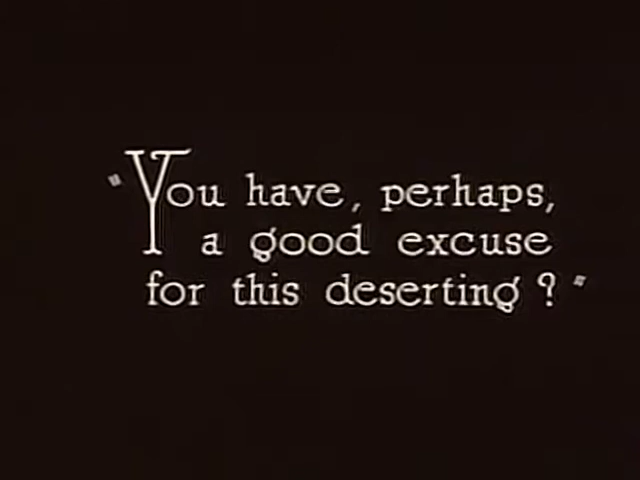 "You have, perhaps,
a good excuse
for this deserting?"